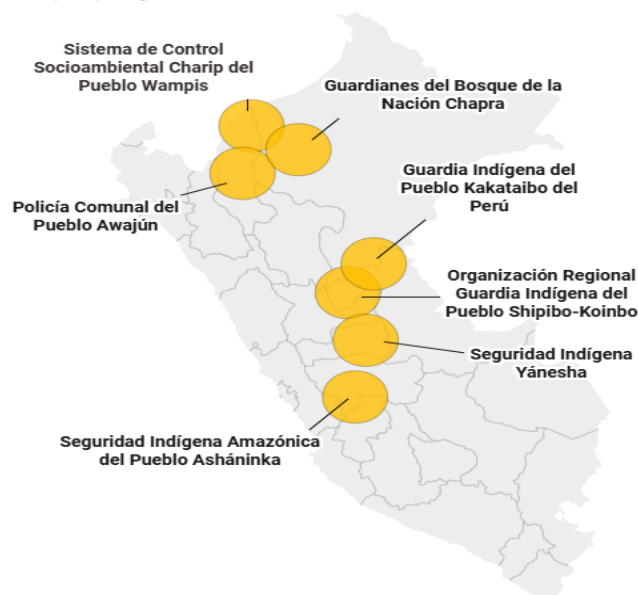 Sistema de Control
Socioambiental Charip del
Pueblo Wampis
Guardianes del Bosque de la
Nación Chapra
Guardia Indígena del
Pueblo Kakataibo del
Perú
Policía Comunal del
Pueblo Awajún
Organización Regional
Guardia Indígena del
Pueblo Shipibo-Koinbo
Seguridad Indígena
Yánesha
Seguridad Indígena Amazónica
del Pueblo Asháninka